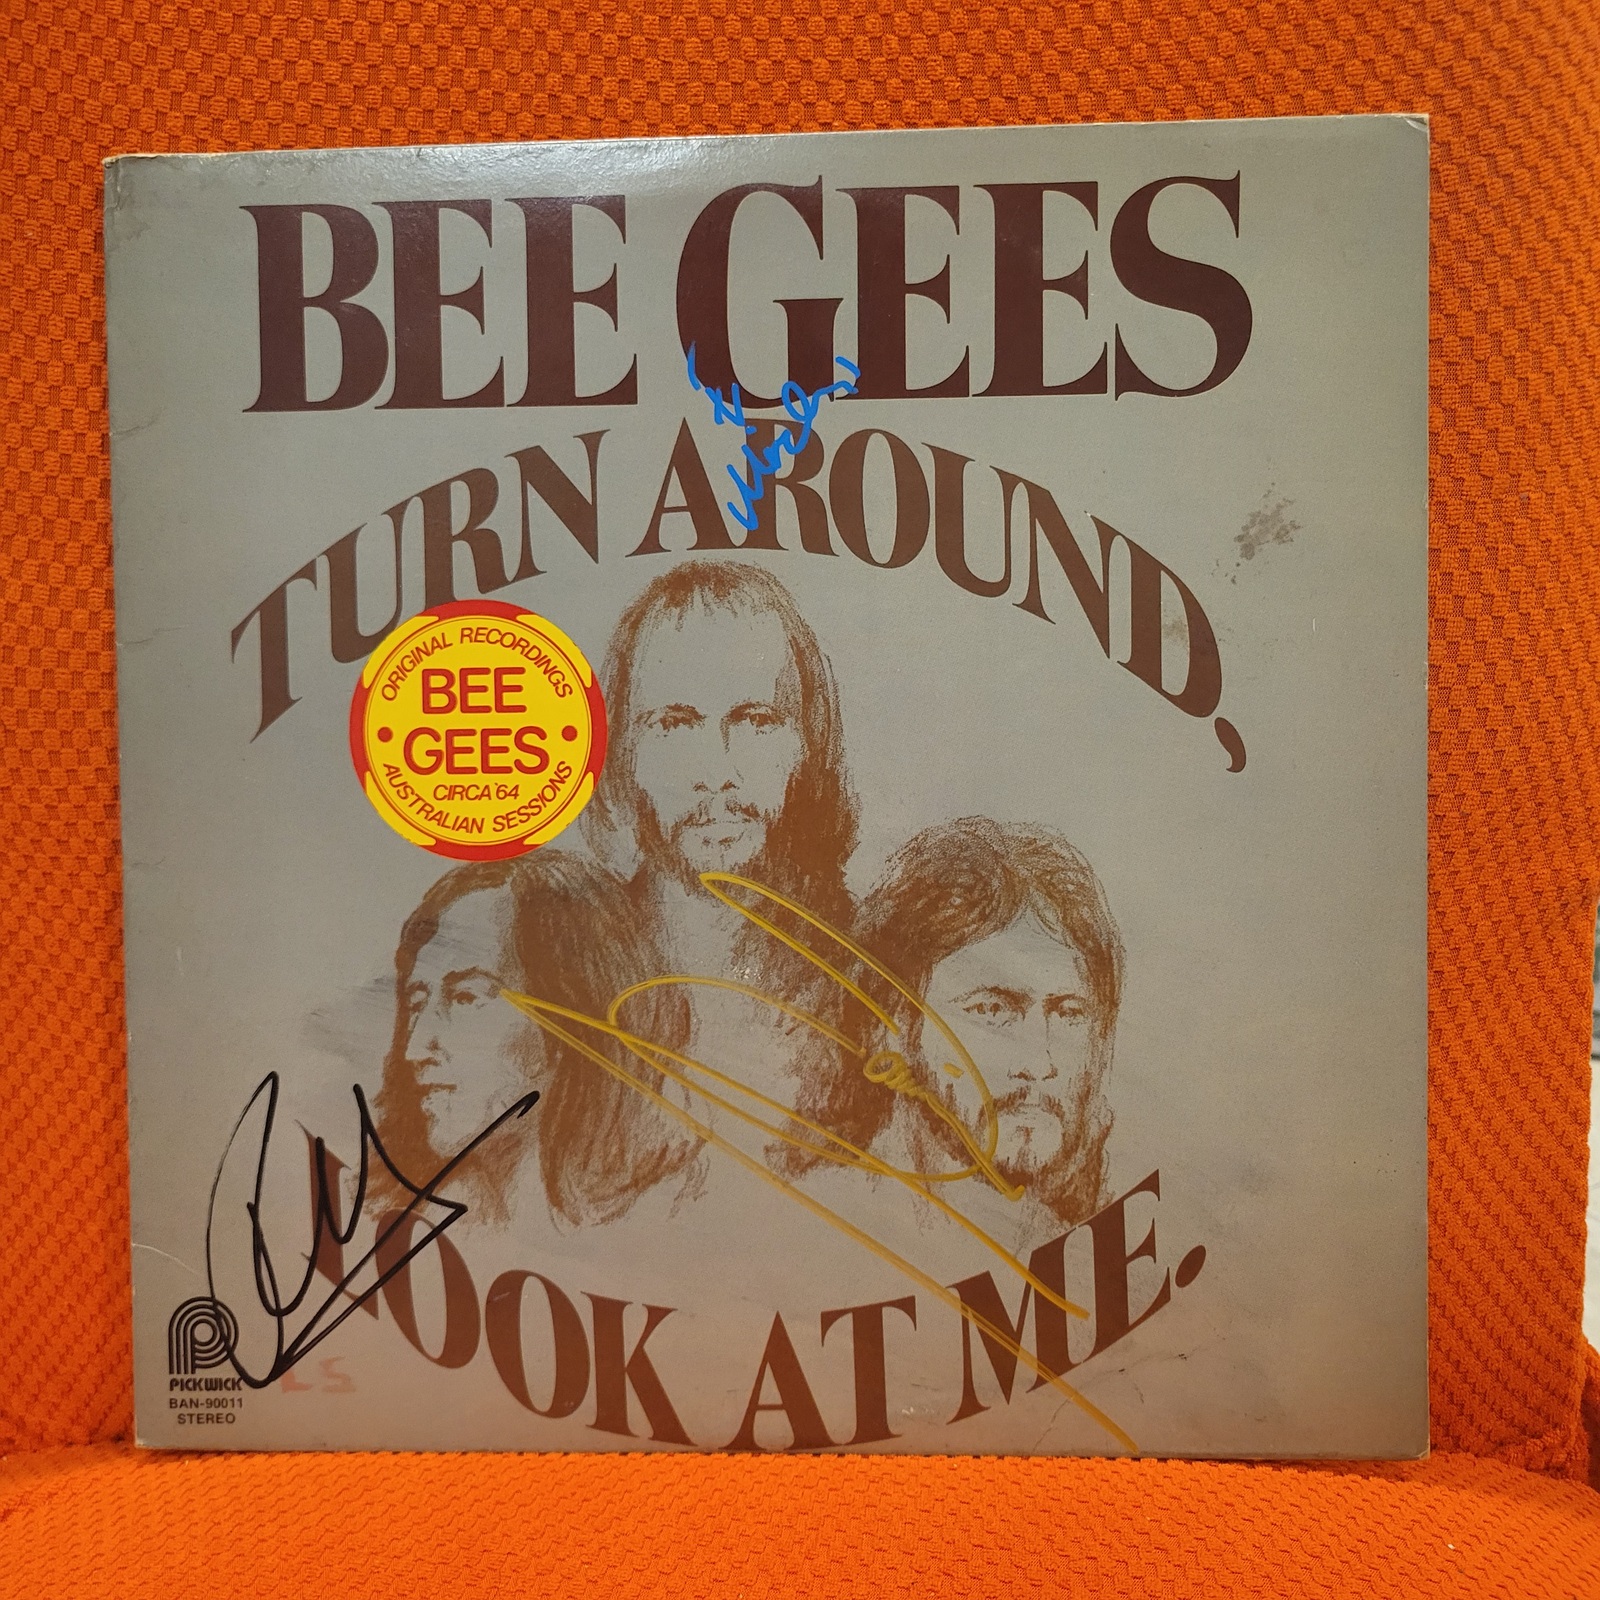 BEE GEES
TURN AROUND,
ORIGINAL RECORDINGS
BEE
GEES
CIRCA '64
AUSTRALIAN SESSIONS
LOOK AT ME.
PICKWICK
BAN-90011
STEREO
LS